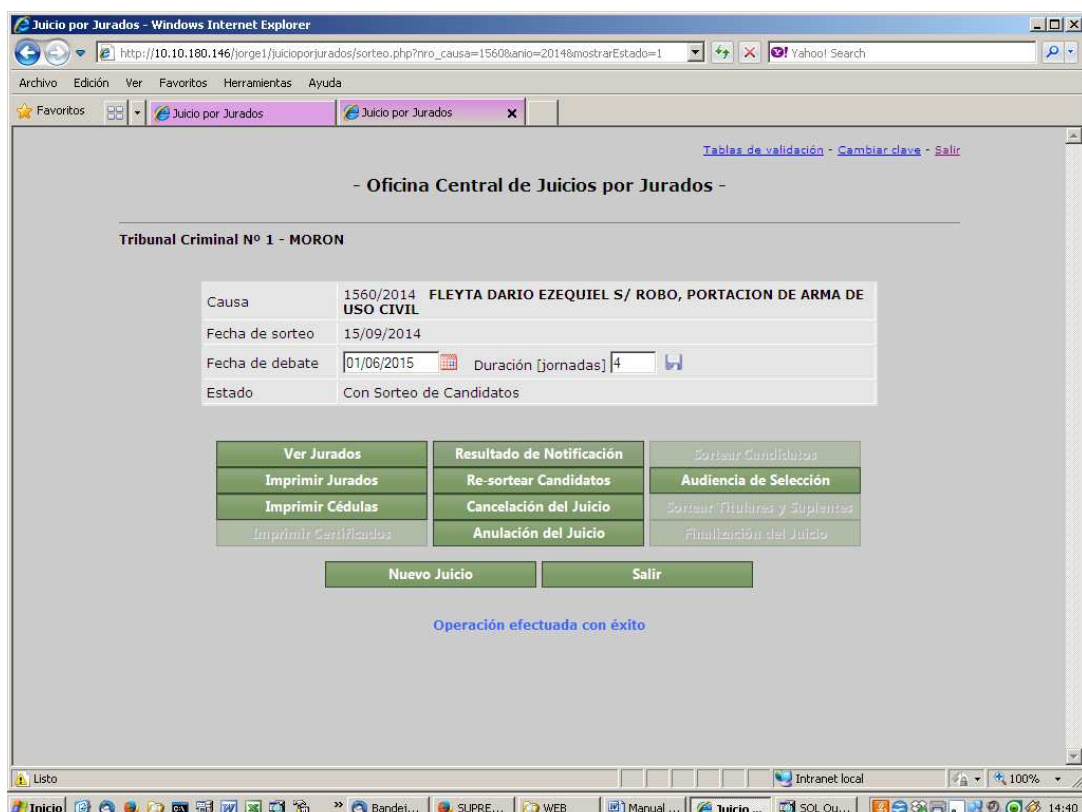 Juicio por Jurados - Windows Internet Explorer
http://10.10.180.146/jorge1/juicioporjurados/sorteo.php?nro_causa=1560&anio=2014&mostrarEstado=1
Yahoo! Search
Archivo Edición Ver Favoritos Herramientas Ayuda
Favoritos Juicio por Jurados Juicio por Jurados
Tablas de validación - Cambiar clave - Salir
- Oficina Central de Juicios por Jurados -
Tribunal Criminal Nº 1 - MORON
Causa 1560/2014 FLEYTA DARIO EZEQUIEL S/ ROBO, PORTACION DE ARMA DE
USO CIVIL
Fecha de sorteo 15/09/2014
Fecha de debate 01/06/2015 Duración [jornadas] 4
Estado Con Sorteo de Candidatos
Ver Jurados Resultado de Notificación Sortear Candidatos
Imprimir Jurados Re-sortear Candidatos Audiencia de Selección
Imprimir Cédulas Cancelación del Juicio Sortear Titulares y Suplentes
Imprimir Certificados Anulación del Juicio Finalización del Juicio
Nuevo Juicio Salir
Operación efectuada con éxito
Listo Intranet local 100%
Inicio Bandej... SUPRE... WEB Manual ... Juicio ... SOL Qu... 14:40